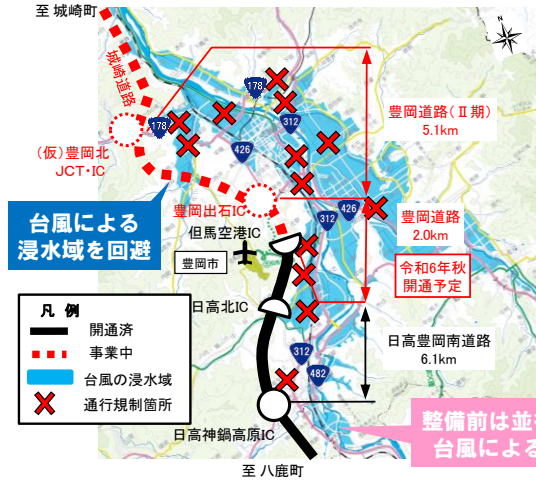 至 城崎町
城崎道路
178
178
312
426
豊岡道路(Ⅱ期)
5.1km
(仮)豊岡北
JCT・IC
台風による
浸水域を回避
豊岡出石IC
但馬空港IC
豊岡市
312
426
豊岡道路
2.0km
令和6年秋
開通予定
日高北IC
凡 例
開通済
事業中
台風の浸水域
通行規制箇所
312
482
日高豊岡南道路
6.1km
日高神鍋高原IC
整備前は並
台風による
至 八鹿町